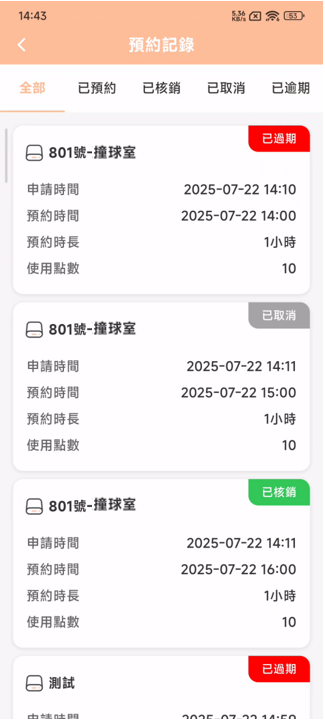 14:43
5.36 KB/s 53
預約記錄
全部 已預約 已核銷 已取消 已逾期
已過期
801號-撞球室
申請時間 2025-07-22 14:10
預約時間 2025-07-22 14:00
預約時長 1小時
使用點數 10
已取消
801號-撞球室
申請時間 2025-07-22 14:11
預約時間 2025-07-22 15:00
預約時長 1小時
使用點數 10
已核銷
801號-撞球室
申請時間 2025-07-22 14:11
預約時間 2025-07-22 16:00
預約時長 1小時
使用點數 10
已過期
測試
申請時間